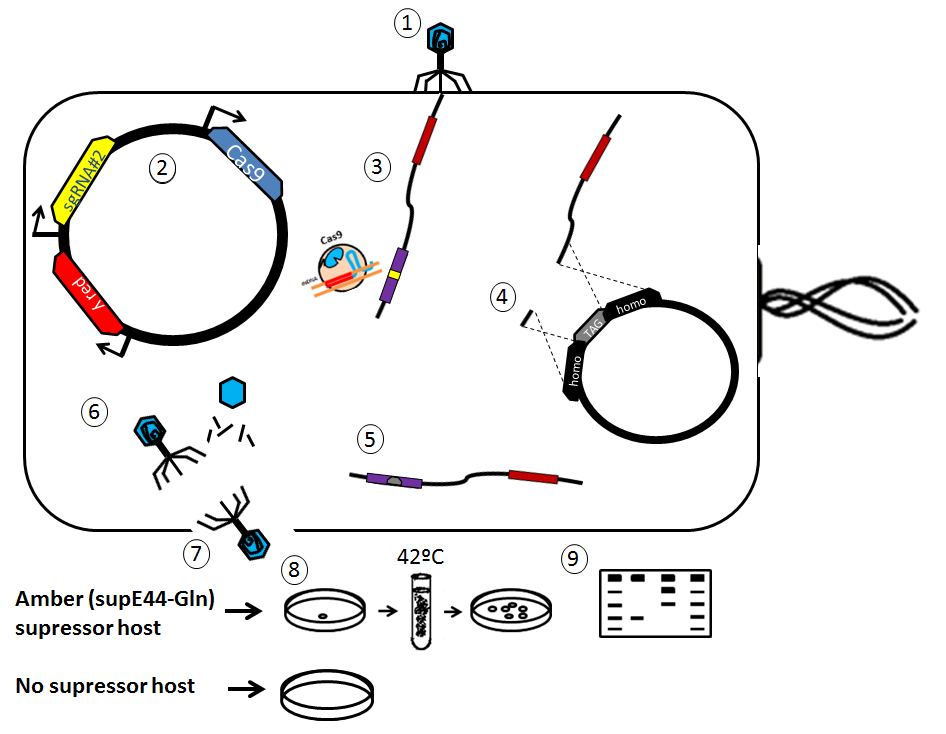 1
2
sgRNA#2
Cas9
λ red
3
Cas9
4
homo
TAG
homo
5
6
7
8
42ºC
9
Amber (supE44-Gln)
supressor host
No supressor host